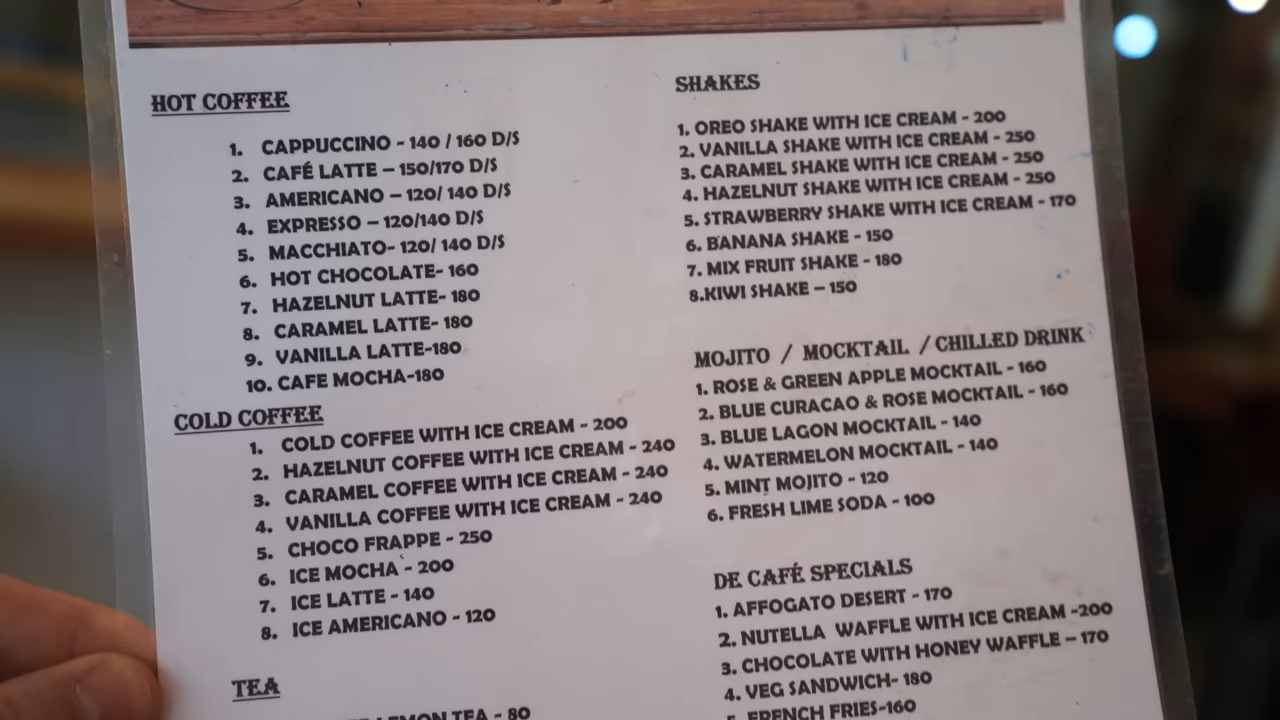 HOT COFFEE
1. CAPPUCCINO - 140 / 160 D/S
2. CAFÉ LATTE – 150/170 D/S
3. AMERICANO – 120/ 140 D/S
4. EXPRESSO – 120/140 D/S
5. MACCHIATO- 120/ 140 D/S
6. HOT CHOCOLATE- 160
7. HAZELNUT LATTE- 180
8. CARAMEL LATTE- 180
9. VANILLA LATTE-180
10. CAFE MOCHA-180
COLD COFFEE
1. COLD COFFEE WITH ICE CREAM - 200
2. HAZELNUT COFFEE WITH ICE CREAM - 240
3. CARAMEL COFFEE WITH ICE CREAM - 240
4. VANILLA COFFEE WITH ICE CREAM - 240
5. CHOCO FRAPPE - 250
6. ICE MOCHA - 200
7. ICE LATTE - 140
8. ICE AMERICANO - 120
TEA
LEMON TEA - 80
SHAKES
1. OREO SHAKE WITH ICE CREAM - 200
2. VANILLA SHAKE WITH ICE CREAM - 250
3. CARAMEL SHAKE WITH ICE CREAM - 250
4. HAZELNUT SHAKE WITH ICE CREAM - 250
5. STRAWBERRY SHAKE WITH ICE CREAM - 170
6. BANANA SHAKE - 150
7. MIX FRUIT SHAKE - 180
8.KIWI SHAKE – 150
MOJITO / MOCKTAIL / CHILLED DRINK
1. ROSE & GREEN APPLE MOCKTAIL - 160
2. BLUE CURACAO & ROSE MOCKTAIL - 160
3. BLUE LAGON MOCKTAIL - 140
4. WATERMELON MOCKTAIL - 140
5. MINT MOJITO - 120
6. FRESH LIME SODA - 100
DE CAFÉ SPECIALS
1. AFFOGATO DESERT - 170
2. NUTELLA WAFFLE WITH ICE CREAM -200
3. CHOCOLATE WITH HONEY WAFFLE – 170
4. VEG SANDWICH- 180
5. FRENCH FRIES-160